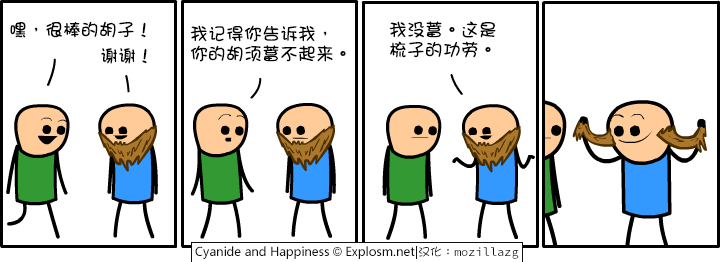 嘿，很棒的胡子！
谢谢！
我记得你告诉我，
你的胡须蓄不起来。
我没蓄。这是
梳子的功劳。
Cyanide and Happiness © Explosm.net|汉化：mozillazg